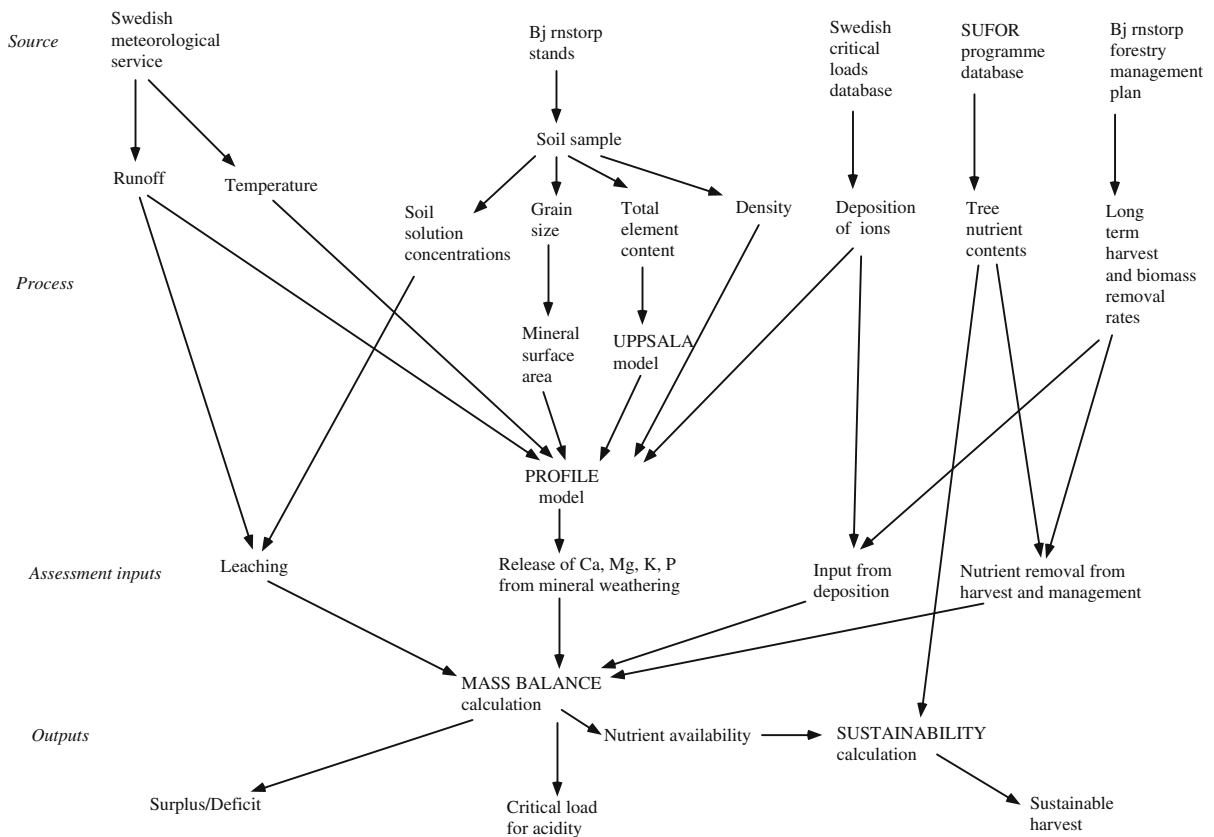 Source
Swedish
meteorological
service
Bj rnstorp
stands
Swedish
critical
loads
database
SUFOR
programme
database
Bj rnstorp
forestry
management
plan
Soil sample
Runoff
Temperature
Soil
solution
concentrations
Grain
size
Total
element
content
Density
Deposition
of ions
Tree
nutrient
contents
Long
term
harvest
and biomass
removal
rates
Process
Mineral
surface
area
UPPSALA
model
PROFILE
model
Assessment inputs
Leaching
Release of Ca, Mg, K, P
from mineral weathering
Input from
deposition
Nutrient removal from
harvest and management
MASS BALANCE
calculation
Outputs
Nutrient availability
SUSTAINABILITY
calculation
Surplus/Deficit
Critical load
for acidity
Sustainable
harvest